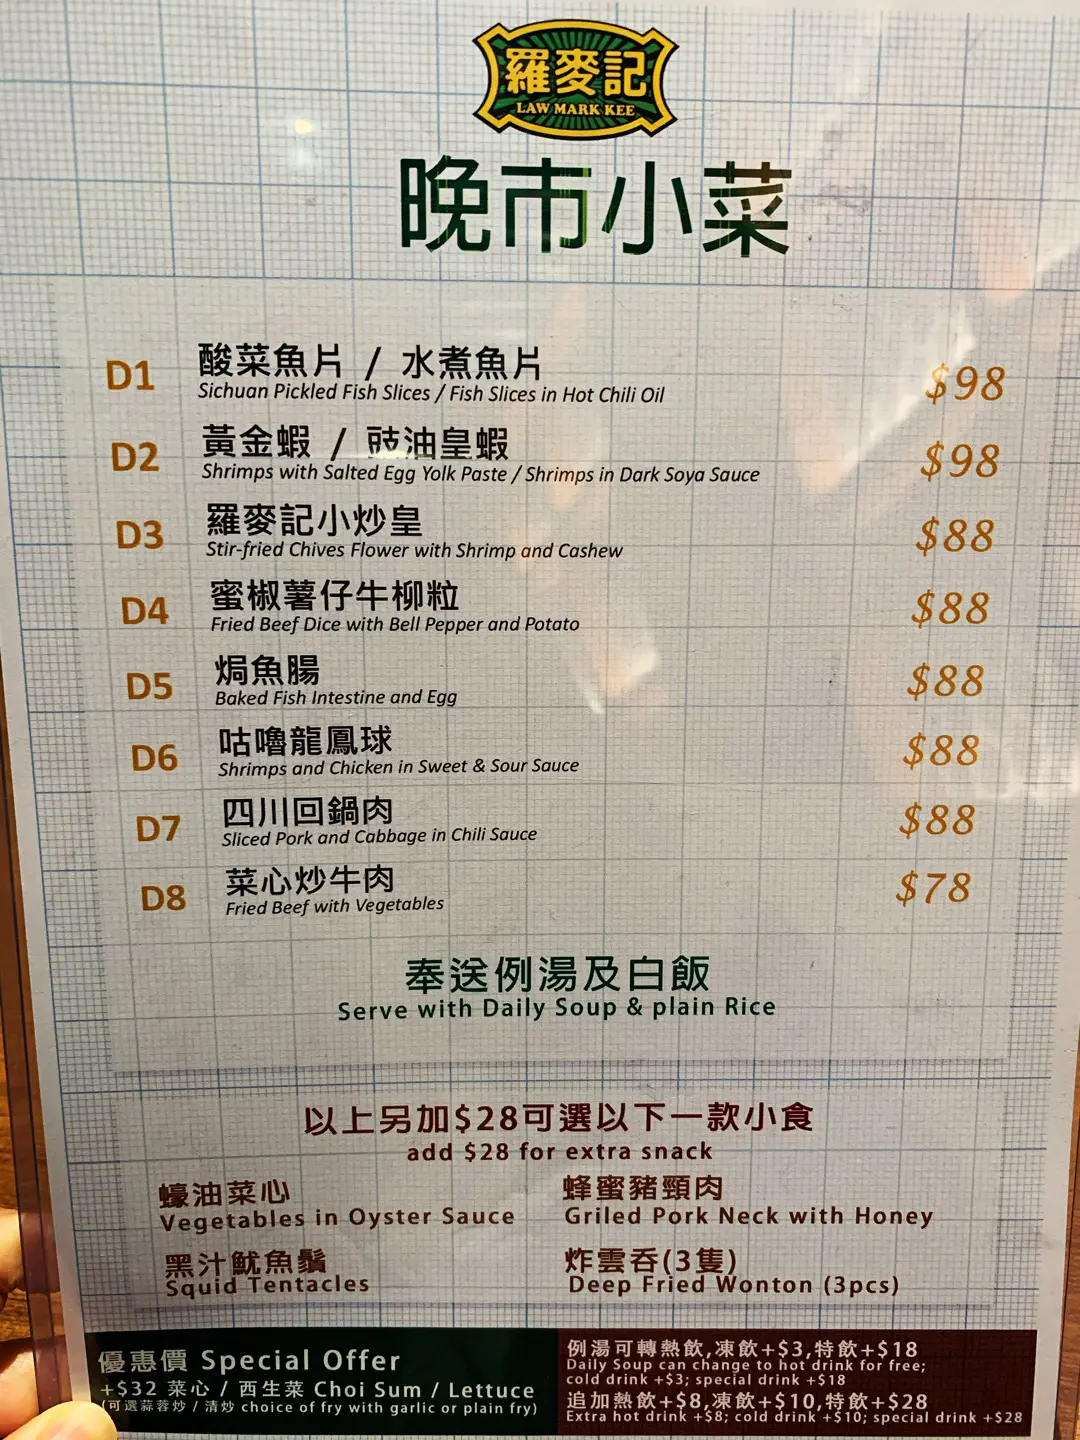 羅麥記
LAW MARK KEE
晚市小菜
D1 酸菜魚片 / 水煮魚片 $98
Sichuan Pickled Fish Slices / Fish Slices in Hot Chili Oil
D2 黃金蝦 / 豉油皇蝦 $98
Shrimps with Salted Egg Yolk Paste / Shrimps in Dark Soya Sauce
D3 羅麥記小炒皇 $88
Stir-fried Chives Flower with Shrimp and Cashew
D4 蜜椒薯仔牛柳粒 $88
Fried Beef Dice with Bell Pepper and Potato
D5 焗魚腸 $88
Baked Fish Intestine and Egg
D6 咕嚕龍鳳球 $88
Shrimps and Chicken in Sweet & Sour Sauce
D7 四川回鍋肉 $88
Sliced Pork and Cabbage in Chili Sauce
D8 菜心炒牛肉 $78
Fried Beef with Vegetables
奉送例湯及白飯
Serve with Daily Soup & plain Rice
以上另加$28可選以下一款小食
add $28 for extra snack
蠔油菜心
Vegetables in Oyster Sauce
蜂蜜豬頸肉
Griled Pork Neck with Honey
黑汁魷魚鬚
Squid Tentacles
炸雲吞(3隻)
Deep Fried Wonton (3pcs)
優惠價 Special Offer
+$32 菜心 / 西生菜 Choi Sum / Lettuce
(可選蒜蓉炒 / 清炒 choice of fry with garlic or plain fry)
例湯可轉熱飲,凍飲+$3,特飲+$18
Daily Soup can change to hot drink for free;
cold drink +$3; special drink +$18
追加熱飲+$8,凍飲+$10,特飲+$28
Extra hot drink +$8; cold drink +$10; special drink +$28